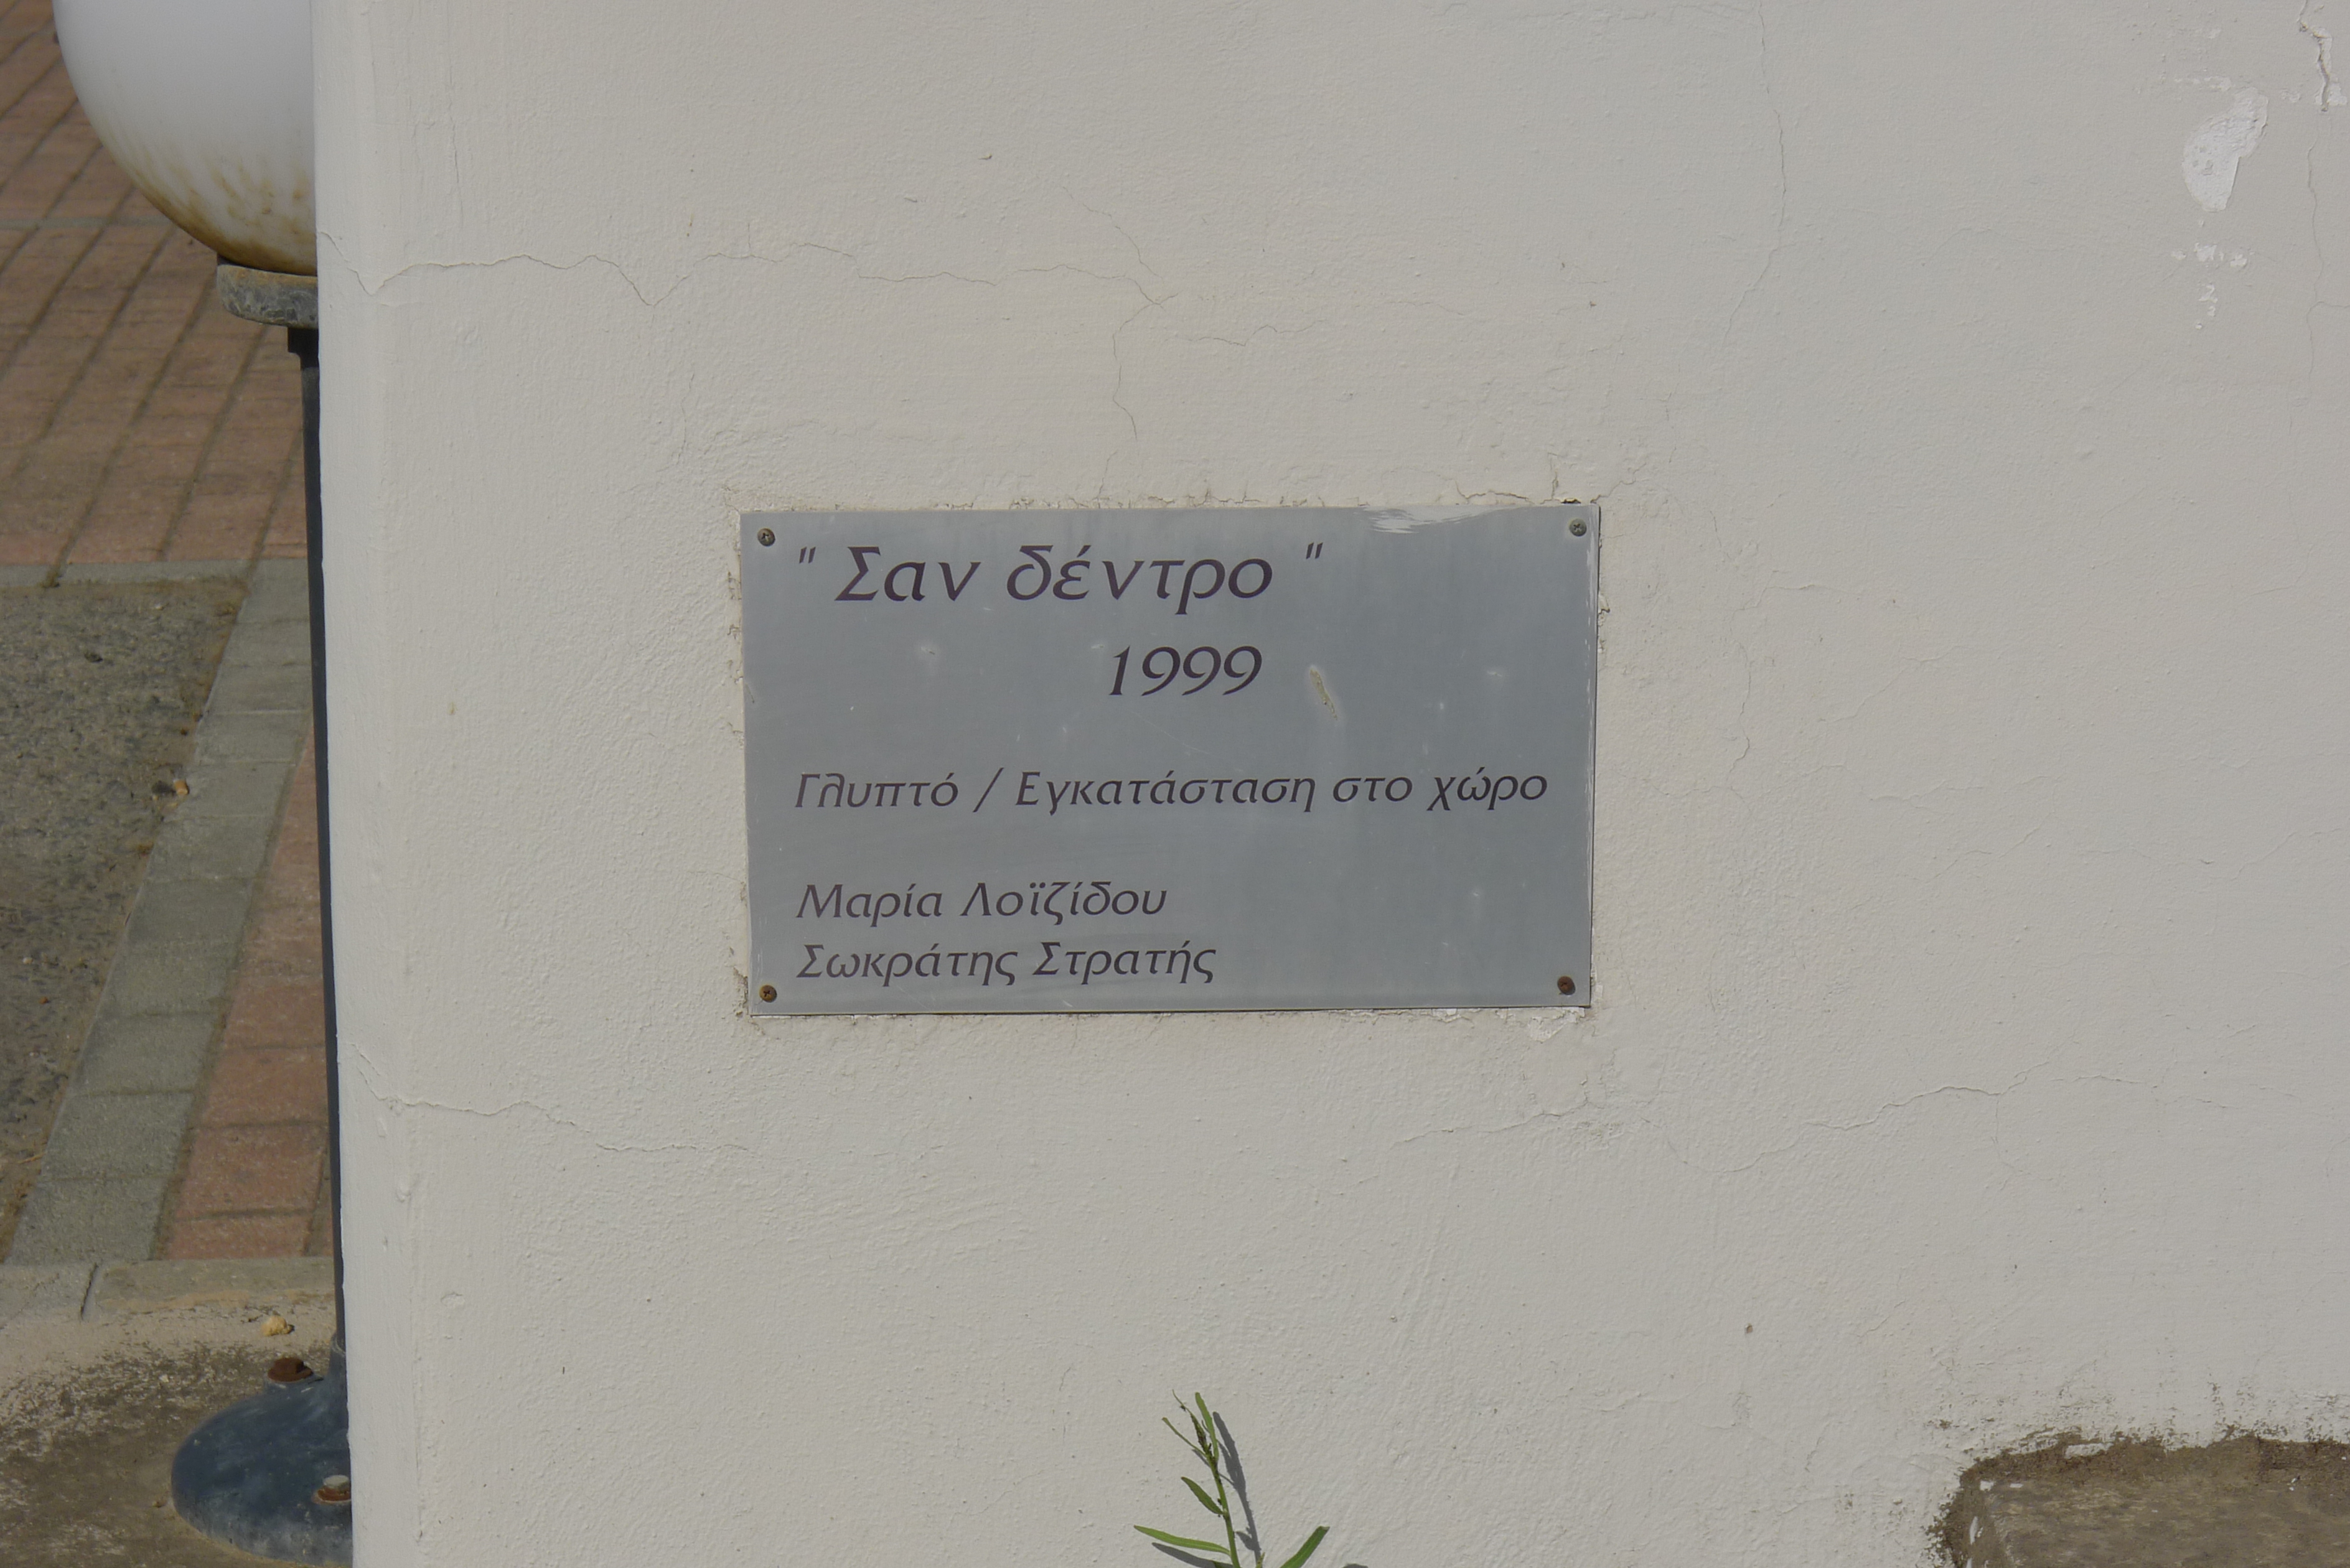 " Σαν δέντρο "
1999
Γλυπτό / Εγκατάσταση στο χώρο
Μαρία Λοϊζίδου
Σωκράτης Στρατής